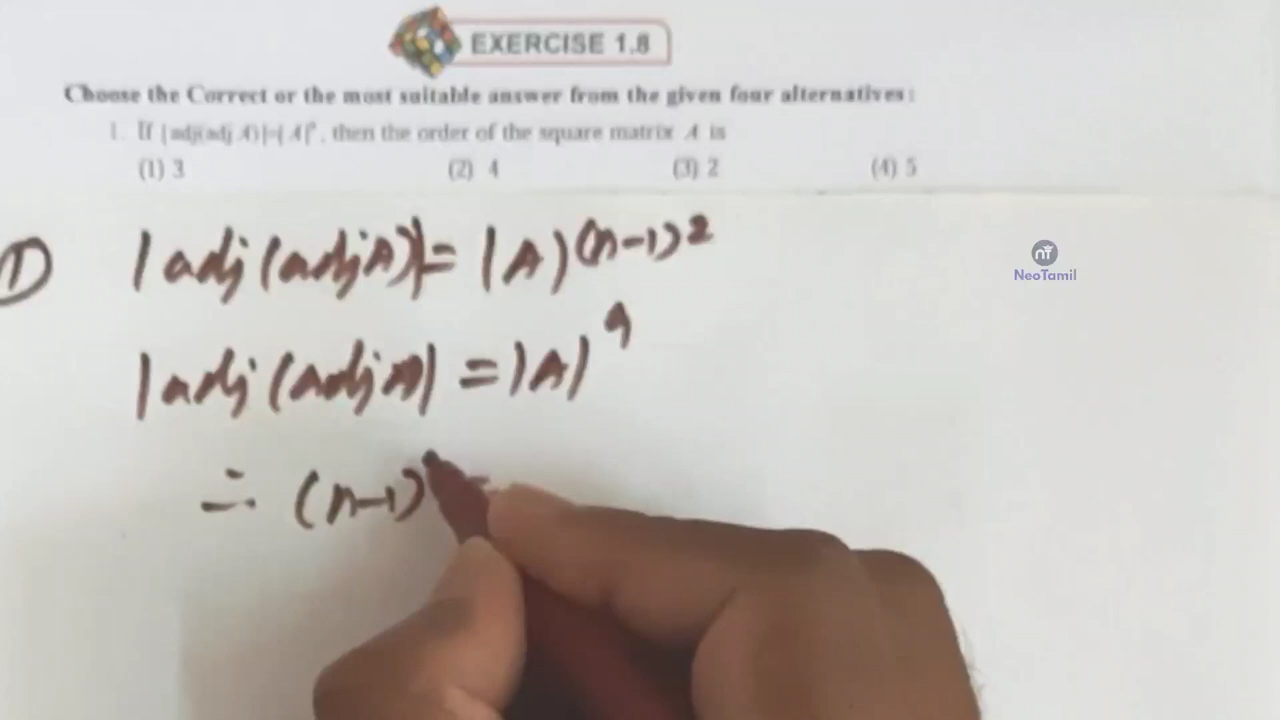 EXERCISE 1.8
Choose the Correct or the most suitable answer from the given four alternatives:
1. If |adj(adj A)|=|A|⁹, then the order of the square matrix A is
(1) 3 (2) 4 (3) 2 (4) 5
① |adj(adjA)|= |A|(n-1)²
NeoTamil
|adj(adjA)| = |A|⁹
∴ (n-1)